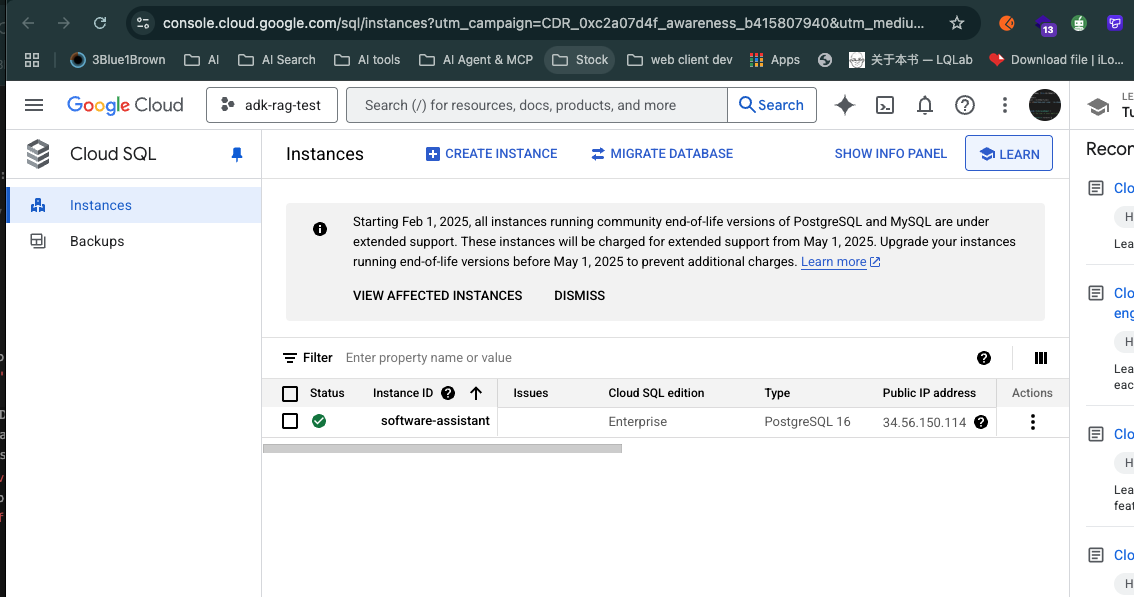 console.cloud.google.com/sql/instances?utm_campaign=CDR_0xc2a07d4f_awareness_b415807940&utm_mediu...
13
3Blue1Brown
AI
AI Search
AI tools
AI Agent & MCP
Stock
web client dev
Apps
关于本书 — LQLab
Download file | iLo...
Google Cloud
adk-rag-test
Search (/) for resources, docs, products, and more
Search
LE
Tu
Cloud SQL
Instances
CREATE INSTANCE
MIGRATE DATABASE
SHOW INFO PANEL
LEARN
Recon
Instances
Backups
Starting Feb 1, 2025, all instances running community end-of-life versions of PostgreSQL and MySQL are under
extended support. These instances will be charged for extended support from May 1, 2025. Upgrade your instances
running end-of-life versions before May 1, 2025 to prevent additional charges. Learn more
VIEW AFFECTED INSTANCES
DISMISS
Filter
Enter property name or value
Status
Instance ID
Issues
Cloud SQL edition
Type
Public IP address
Actions
software-assistant
Enterprise
PostgreSQL 16
34.56.150.114
Clo
H
Lea
Clo
eng
H
Lea
eac
Clo
H
Lea
feat
Clo
H